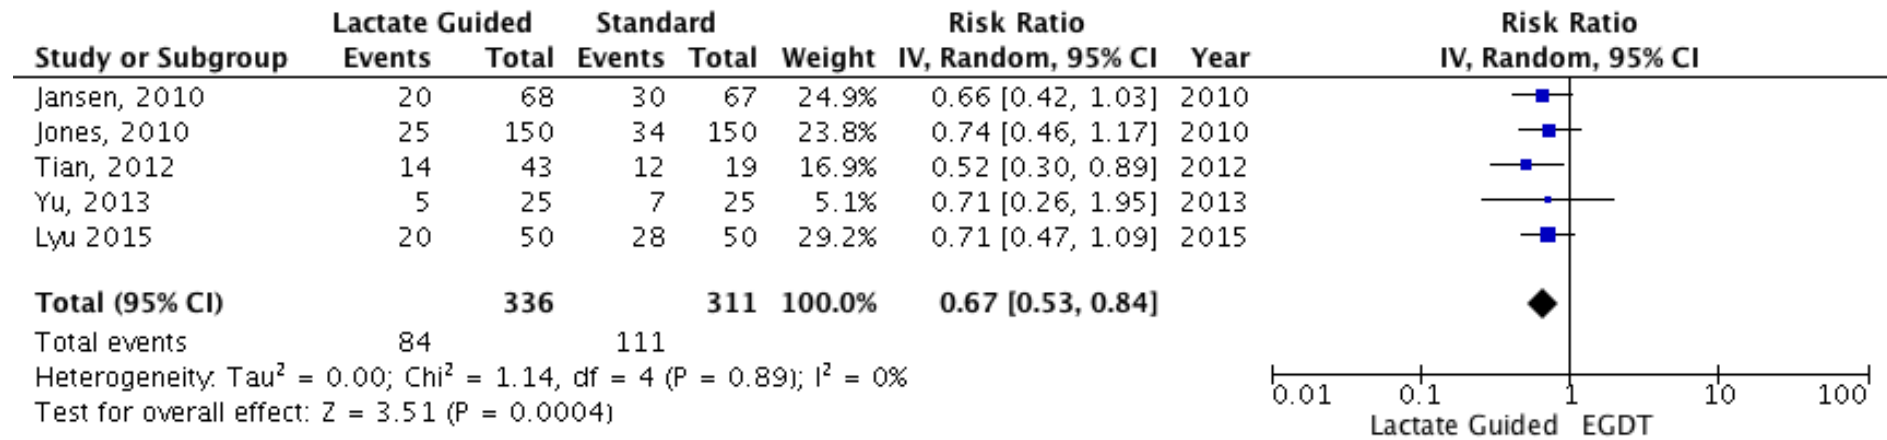 Lactate Guided Standard Risk Ratio Risk Ratio
Study or Subgroup Events Total Events Total Weight IV, Random, 95% CI Year IV, Random, 95% CI
Jansen, 2010 20 68 30 67 24.9% 0.66 [0.42, 1.03] 2010
Jones, 2010 25 150 34 150 23.8% 0.74 [0.46, 1.17] 2010
Tian, 2012 14 43 12 19 16.9% 0.52 [0.30, 0.89] 2012
Yu, 2013 5 25 7 25 5.1% 0.71 [0.26, 1.95] 2013
Lyu 2015 20 50 28 50 29.2% 0.71 [0.47, 1.09] 2015
Total (95% CI) 336 311 100.0% 0.67 [0.53, 0.84]
Total events 84 111
Heterogeneity: Tau² = 0.00; Chi² = 1.14, df = 4 (P = 0.89); I² = 0%
Test for overall effect: Z = 3.51 (P = 0.0004)
0.01 0.1 1 10 100
Lactate Guided EGDT